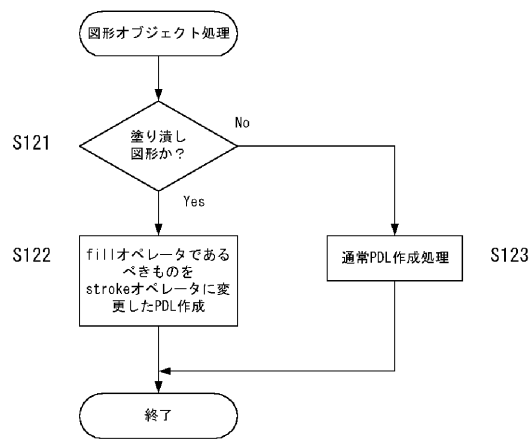 図形オブジェクト処理
S121
塗り潰し
図形か?
No
Yes
S122
fillオペレータである
べきものを
strokeオペレータに変
更したPDL作成
通常PDL作成処理
S123
終了